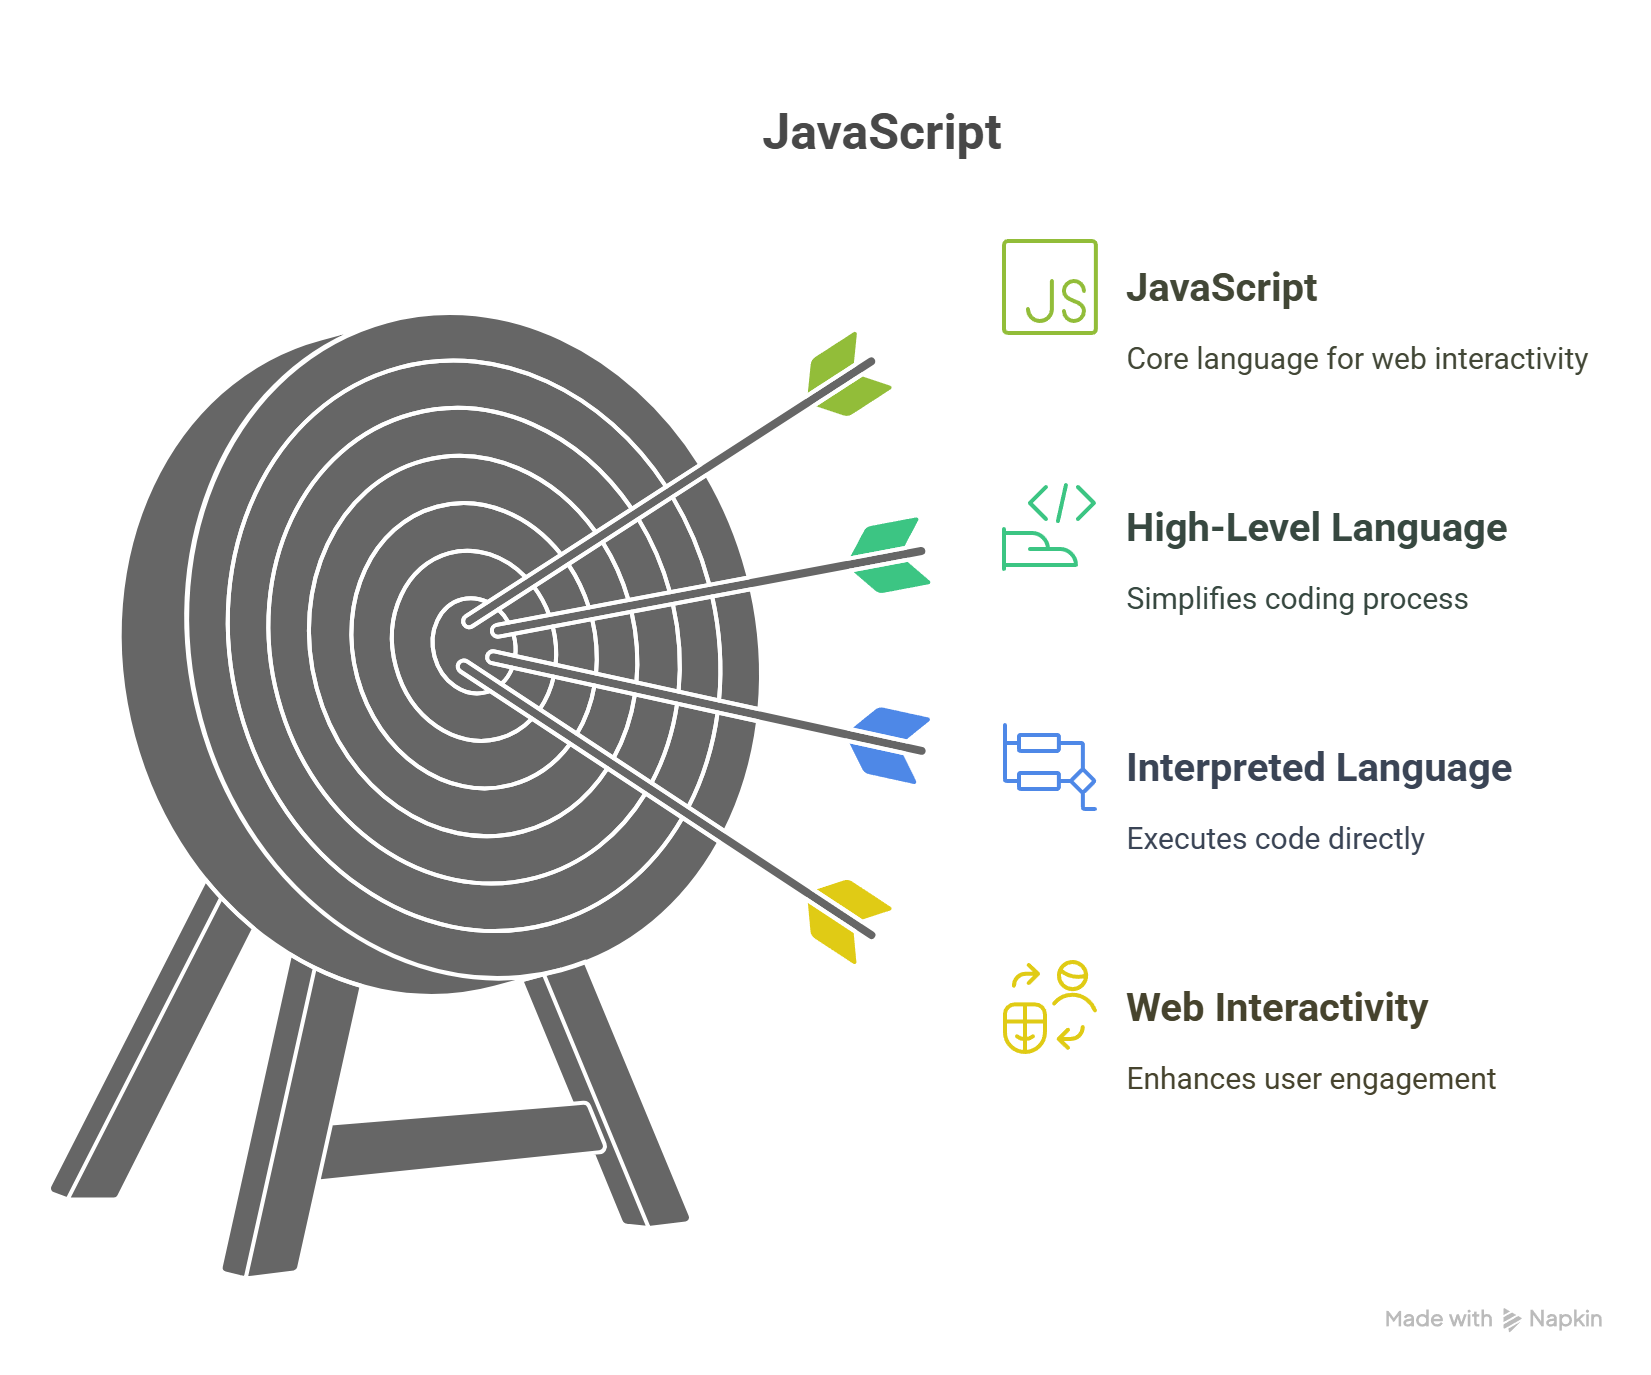 JavaScript
JS
JavaScript
Core language for web interactivity
</>
High-Level Language
Simplifies coding process
Interpreted Language
Executes code directly
Web Interactivity
Enhances user engagement
Made with Napkin